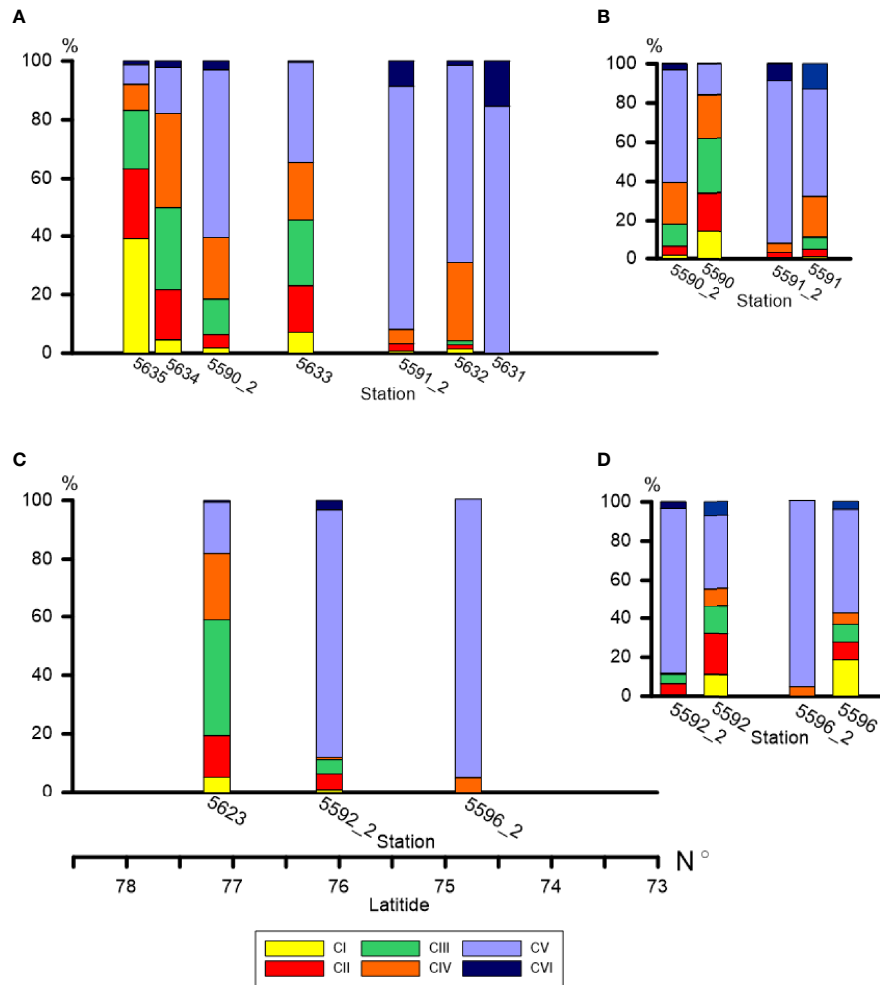 A
B
%
100
80
60
40
20
0
5635 5634 5590_2 5633 5591_2 5632 5631
Station
%
100
80
60
40
20
0
5590_2 5590 5591_2 5591
Station
C
D
%
100
80
60
40
20
0
5623 5592_2 5596_2
Station
%
100
80
60
40
20
0
5592_2 5592 5596_2 5596
Station
78 77 76 75 74 73
N °
Latitide
CI CIII CV
CII CIV CVI